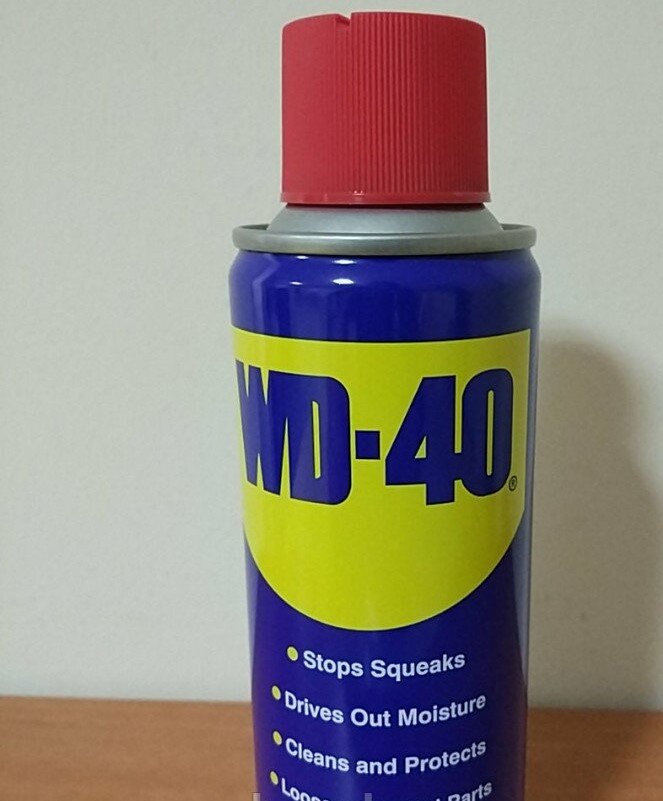 WD-40®
Stops Squeaks
Drives Out Moisture
Cleans and Protects
Parts